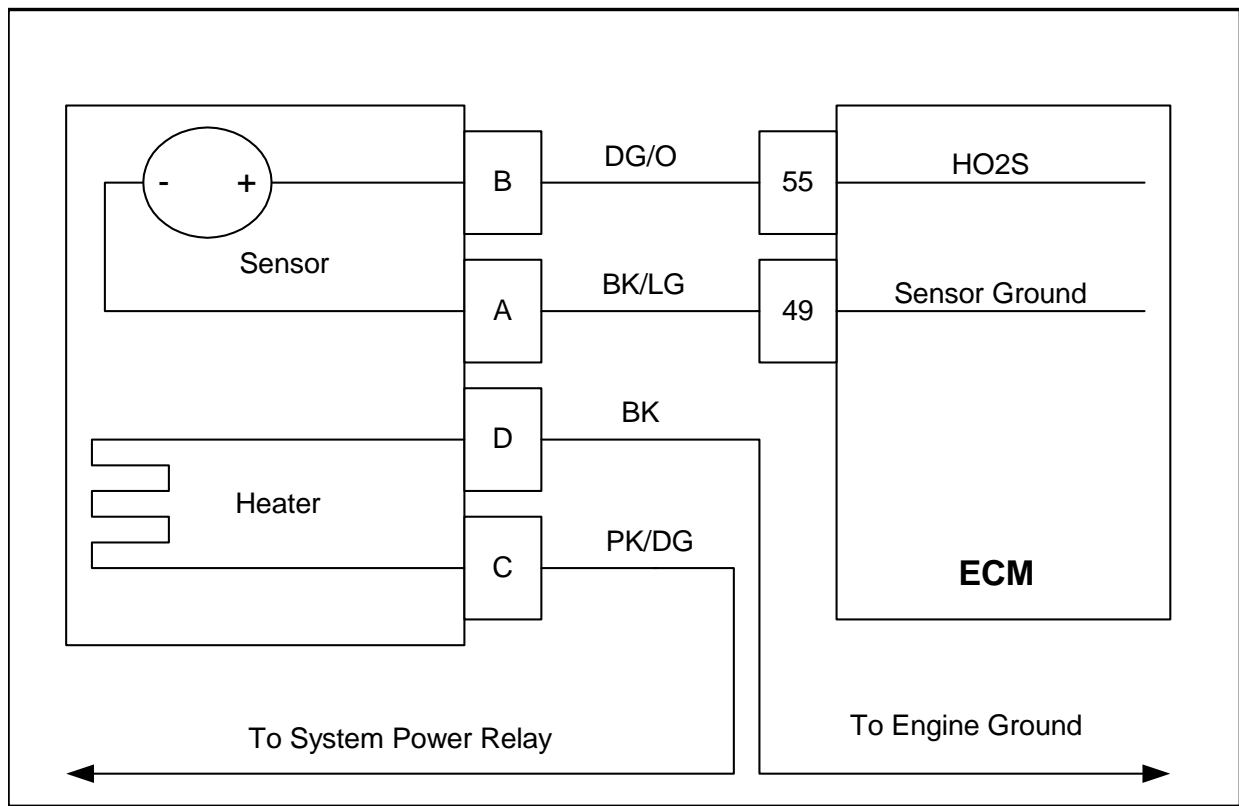 - +
B
DG/O
55
HO2S
Sensor
A
BK/LG
49
Sensor Ground
D
BK
Heater
C
PK/DG
ECM
To System Power Relay
To Engine Ground